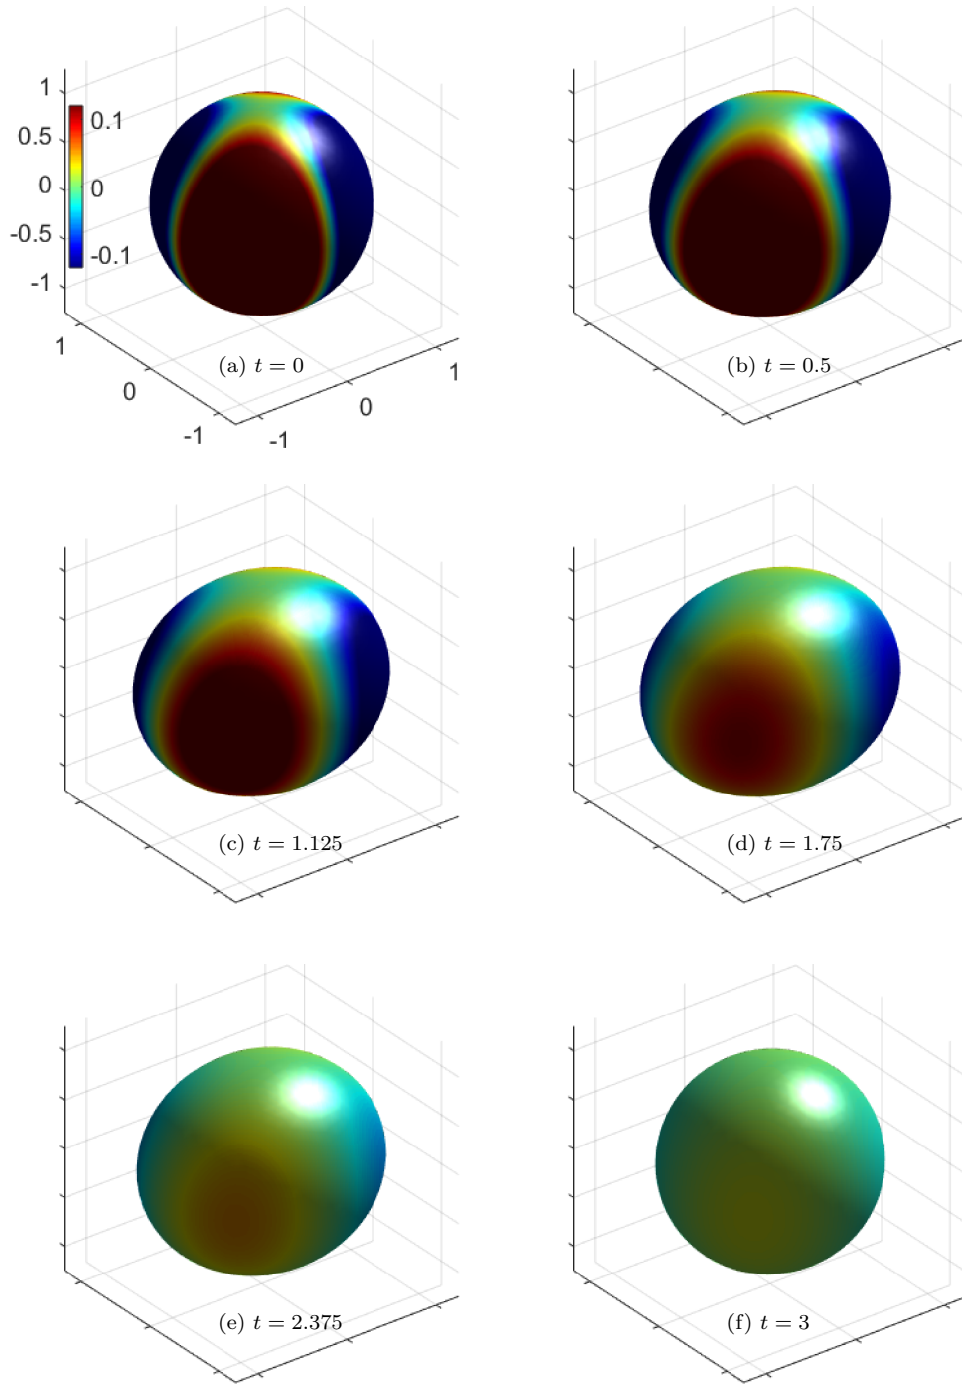 1
0.5
0
-0.5
-1
0.1
0
-0.1
1
0
-1
-1
0
1
(a) t = 0
(b) t = 0.5
(c) t = 1.125
(d) t = 1.75
(e) t = 2.375
(f) t = 3